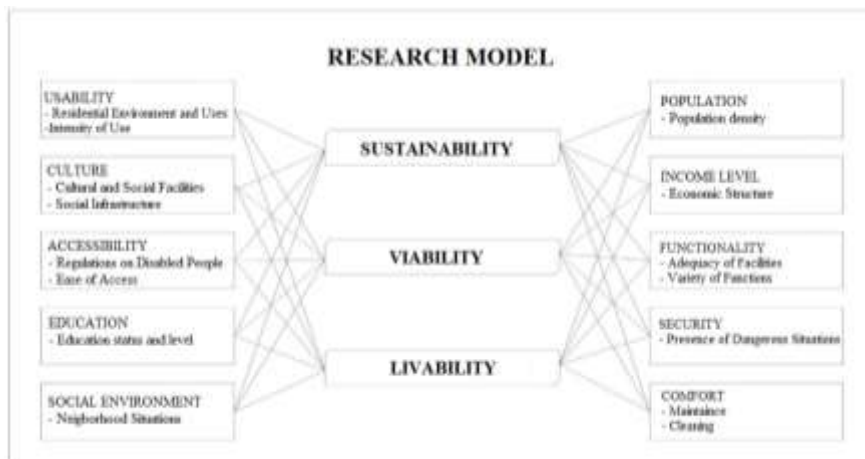 RESEARCH MODEL
USABILITY
- Residential Environment and Uses
-Intensity of Use
CULTURE
- Cultural and Social Facilities
- Social Infrastructure
ACCESSIBILITY
- Regulations on Disabled People
- Ease of Access
EDUCATION
- Education status and level
SOCIAL ENVIRONMENT
- Neigborhood Situations
SUSTAINABILITY
VIABILITY
LIVABILITY
POPULATION
- Population density
INCOME LEVEL
- Economic Structure
FUNCTIONALITY
- Adequacy of Facilities
- Variety of Functions
SECURITY
- Presence of Dangerous Situations
COMFORT
- Maintaince
- Cleaning